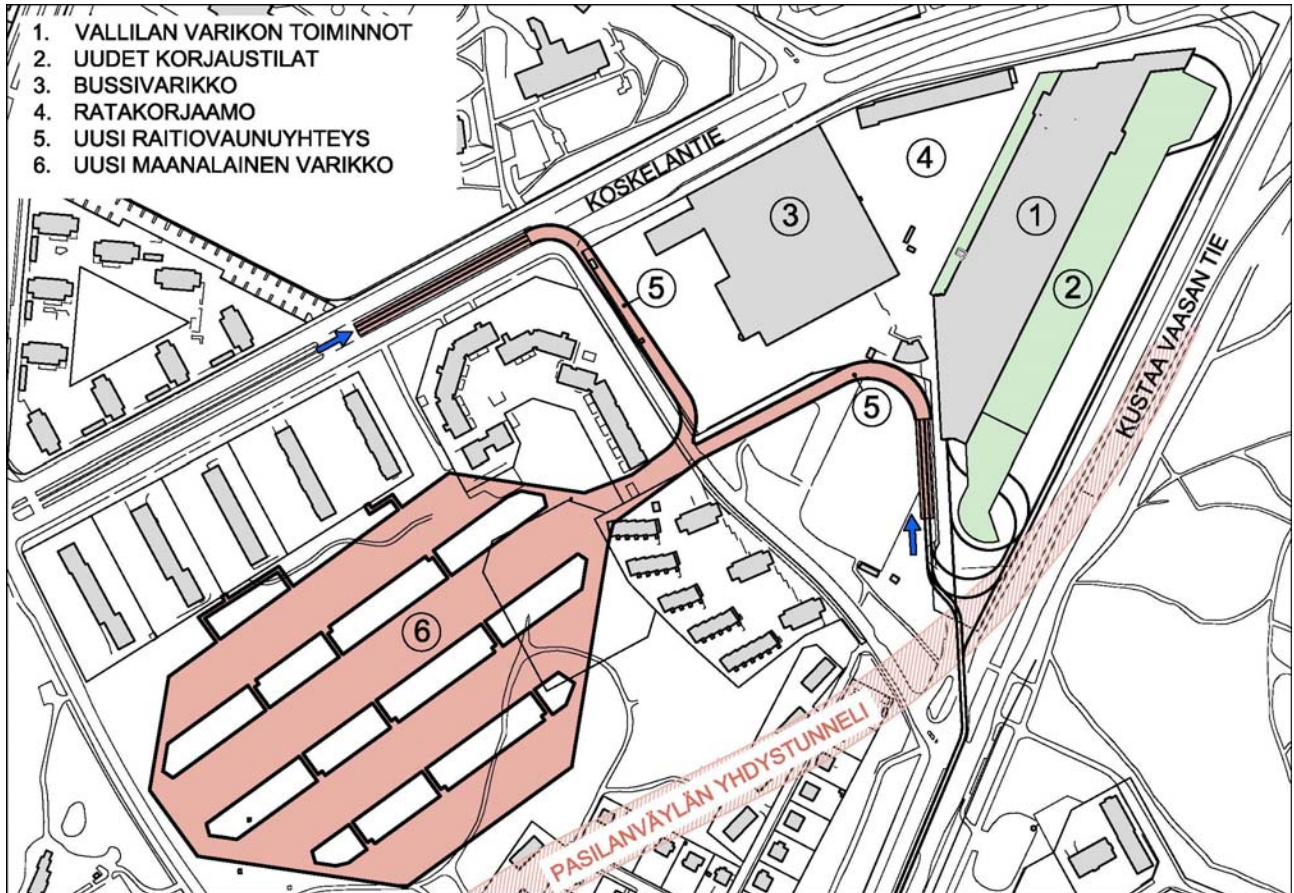 1. VALLILAN VARIKON TOIMINNOT
2. UUDET KORJAUSTILAT
3. BUSSIVARIKKO
4. RATAKORJAAMO
5. UUSI RAITIOVAUNUYHTEYS
6. UUSI MAANALAINEN VARIKKO
KOSKELANTIE
4
3
1
5
2
KUSTAA VAASAN TIE
5
6
PASILANVÄYLÄN YHDYSTUNNELI